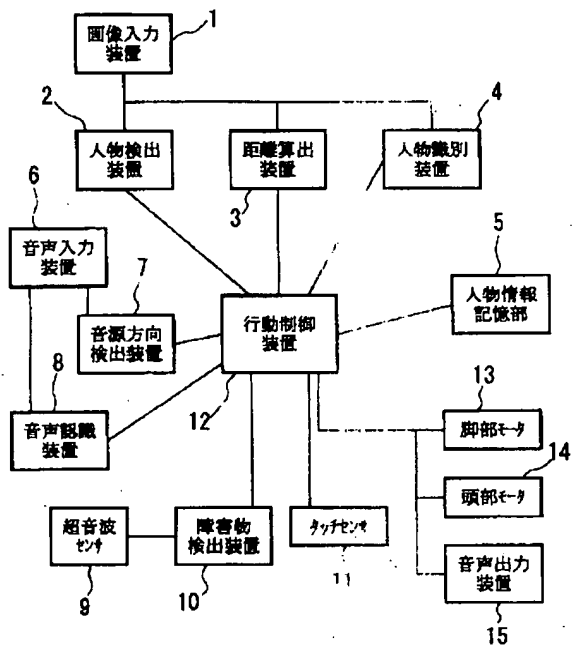 1
画像入力
装置
2
4
人物検出
装置
距離算出
装置
人物識別
装置
3
6
音声入力
装置
7
5
人物情報
記憶部
音源方向
検出装置
行動制御
装置
8
12
13
音声認識
装置
脚部モータ
14
頭部モータ
超音波
センサ
障害物
検出装置
タッチセンサ
音声出力
装置
9
10
11
15